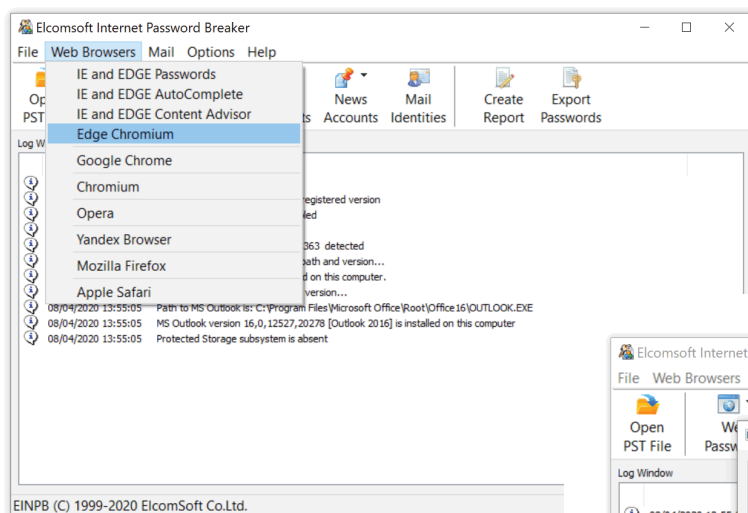 Elcomsoft Internet Password Breaker
File Web Browsers Mail Options Help
IE and EDGE Passwords
IE and EDGE AutoComplete
IE and EDGE Content Advisor
Edge Chromium
Google Chrome
Chromium
Opera
Yandex Browser
Mozilla Firefox
Apple Safari
News
Accounts
Mail
Identities
Create
Report
Export
Passwords
PST
egistered version
363 detected
path and version...
d on this computer.
version...
08/04/2020 13:55:05 Path to MS Outlook is: C:\Program Files\Microsoft Office\Root\Office16\OUTLOOK.EXE
08/04/2020 13:55:05 MS Outlook version 16,0,12527,20278 [Outlook 2016] is installed on this computer
08/04/2020 13:55:05 Protected Storage subsystem is absent
EINPB (C) 1999-2020 ElcomSoft Co.Ltd.
Elcomsoft Internet
File Web Browsers
Open
PST File
We
Passw
Log Window